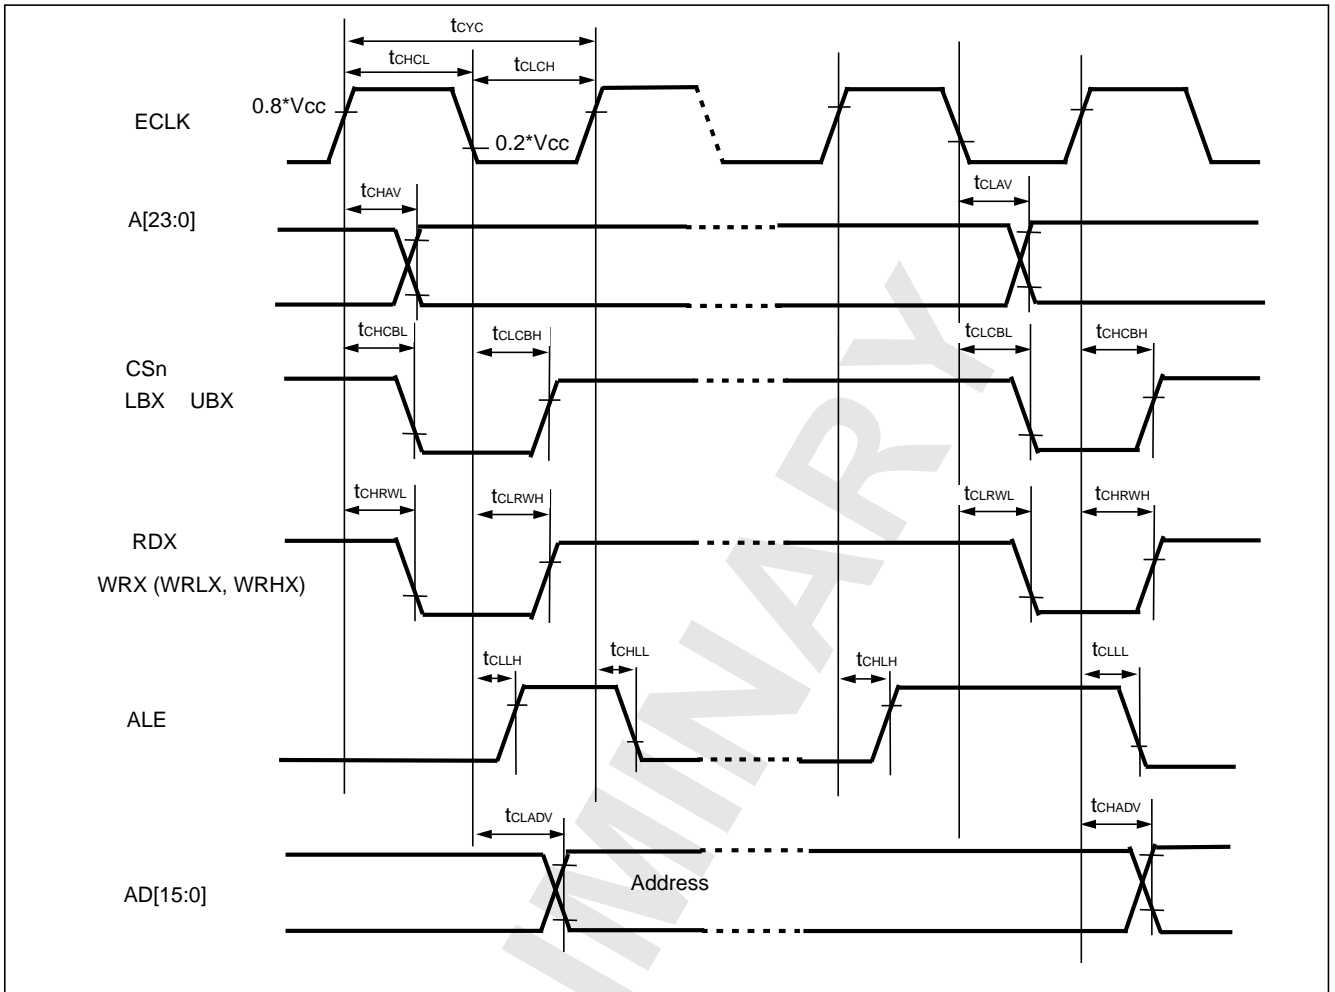 tCYC
tCHCL
tCLCH
0.8*Vcc
ECLK
0.2*Vcc
tCHAV
tCLAV
A[23:0]
tCHCBL
tCLCBH
tCLCBL
tCHCBH
CSn
LBX UBX
tCHRWL
tCLRWH
tCLRWL
tCHRWH
RDX
WRX (WRLX, WRHX)
tCLLH
tCHLL
tCHLH
tCLLL
ALE
tCLADV
tCHADV
Address
AD[15:0]
IMINARY